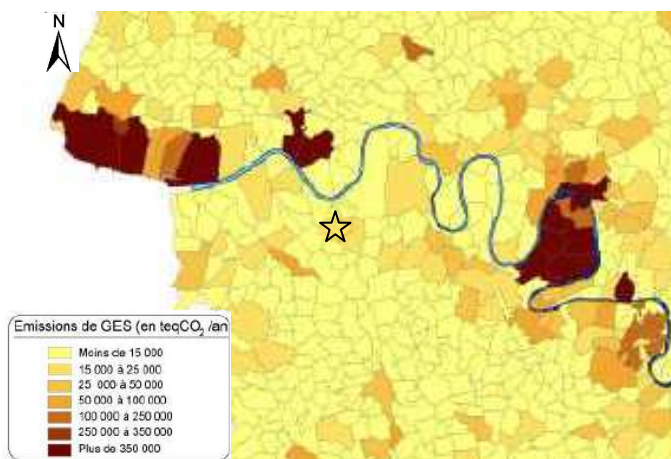 N
Emissions de GES (en teqCO₂ /an
Moins de 15 000
15 000 à 25 000
25 000 à 50 000
50 000 à 100 000
100 000 à 250 000
250 000 à 350 000
Plus de 350 000